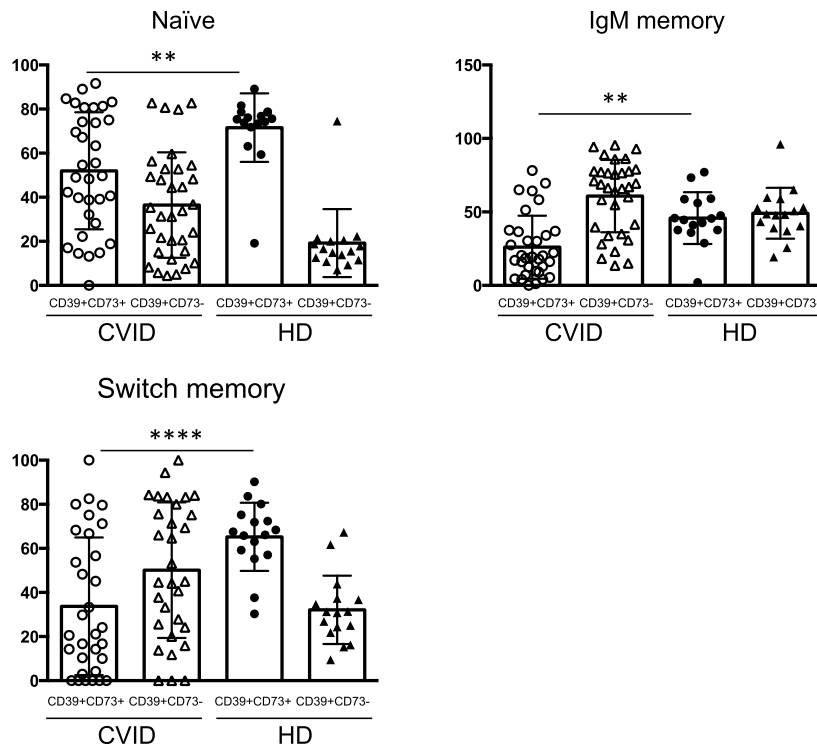 Naïve
IgM memory
**
**
100
80
60
40
20
0
150
100
50
0
CD39+CD73+ CD39+CD73- CD39+CD73+ CD39+CD73-
CVID HD
CD39+CD73+ CD39+CD73- CD39+CD73+ CD39+CD73-
CVID HD
Switch memory
****
100
80
60
40
20
0
CD39+CD73+ CD39+CD73- CD39+CD73+ CD39+CD73-
CVID HD